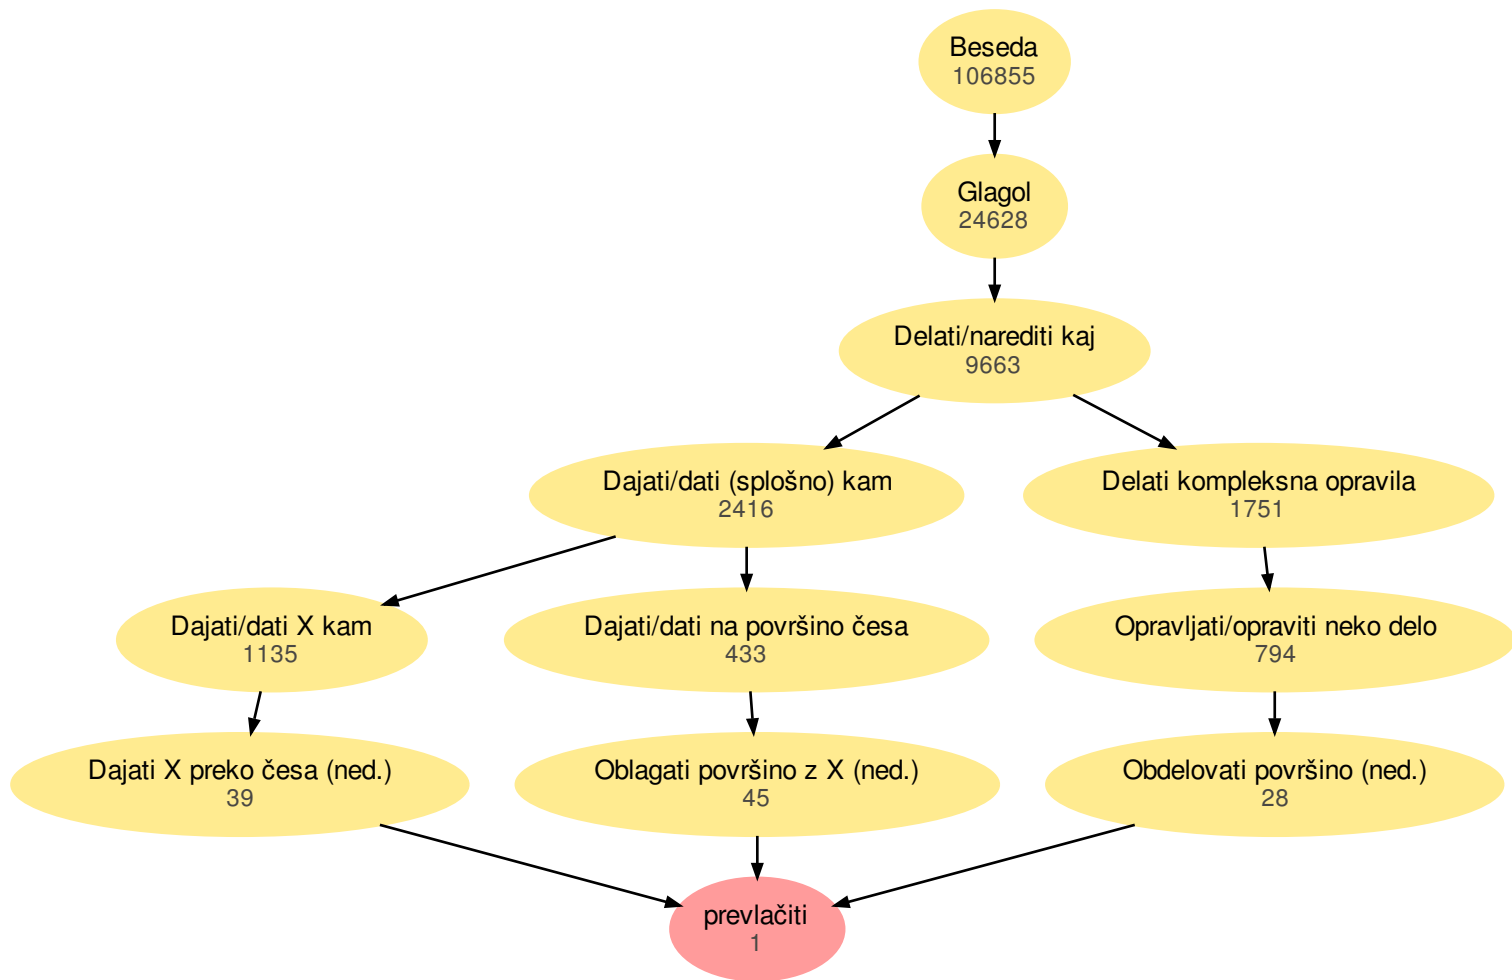 Beseda
106855
Glagol
24628
Delati/narediti kaj
9663
Dajati/dati (splošno) kam
2416
Delati kompleksna opravila
1751
Dajati/dati X kam
1135
Dajati/dati na površino česa
433
Opravljati/opraviti neko delo
794
Dajati X preko česa (ned.)
39
Oblagati površino z X (ned.)
45
Obdelovati površino (ned.)
28
prevlačiti
1